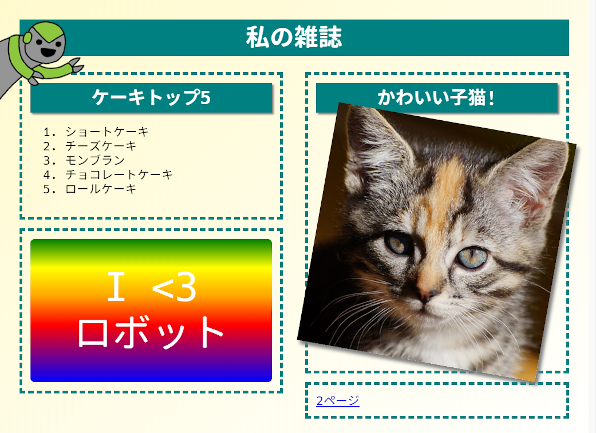 私の雑誌
ケーキトップ5
1. ショートケーキ
2. チーズケーキ
3. モンブラン
4. チョコレートケーキ
5. ロールケーキ
I <3
ロボット
かわいい子猫!
2ページ